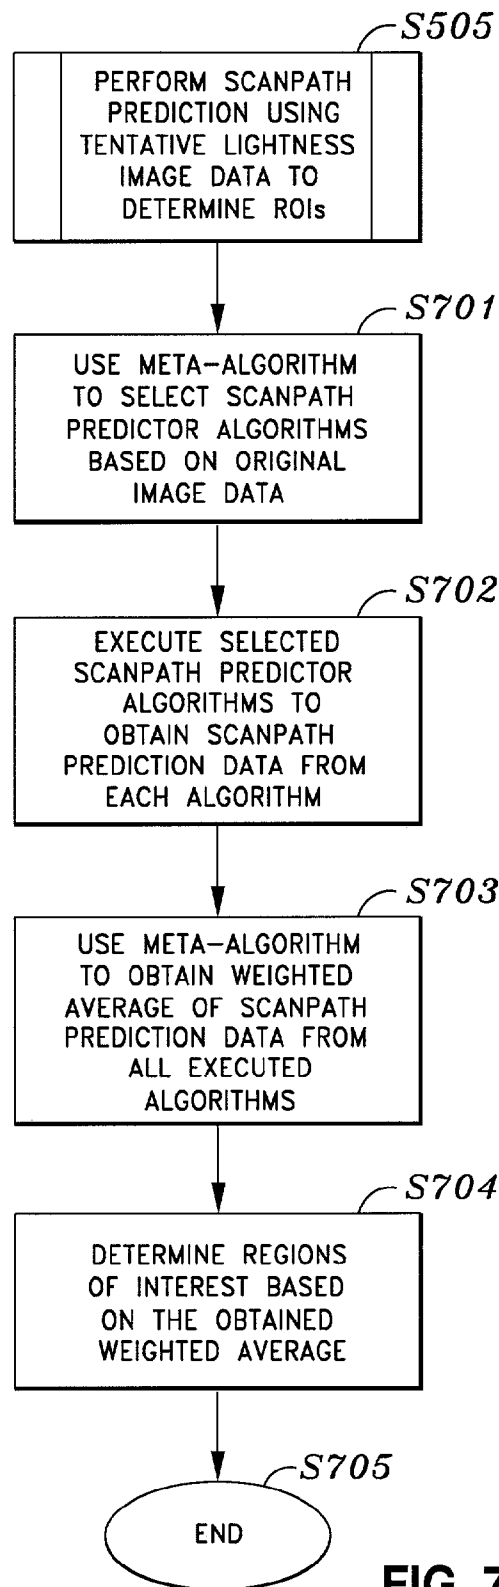 S505
PERFORM SCANPATH
PREDICTION USING
TENTATIVE LIGHTNESS
IMAGE DATA TO
DETERMINE ROIs
S701
USE META-ALGORITHM
TO SELECT SCANPATH
PREDICTOR ALGORITHMS
BASED ON ORIGINAL
IMAGE DATA
S702
EXECUTE SELECTED
SCANPATH PREDICTOR
ALGORITHMS TO
OBTAIN SCANPATH
PREDICTION DATA FROM
EACH ALGORITHM
S703
USE META-ALGORITHM
TO OBTAIN WEIGHTED
AVERAGE OF SCANPATH
PREDICTION DATA FROM
ALL EXECUTED
ALGORITHMS
S704
DETERMINE REGIONS
OF INTEREST BASED
ON THE OBTAINED
WEIGHTED AVERAGE
S705
END
FIG. 7